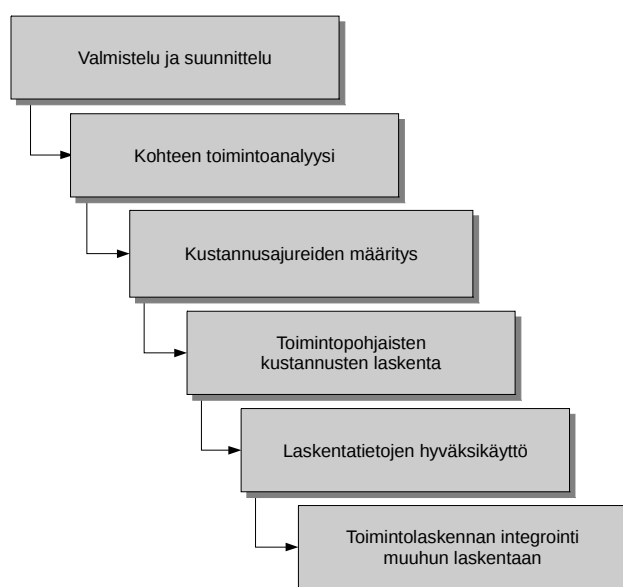 Valmistelu ja suunnittelu
Kohteen toimintoanalyysi
Kustannusajureiden määritys
Toimintopohjaisten
kustannusten laskenta
Laskentatietojen hyväksikäyttö
Toimintolaskennan integrointi
muuhun laskentaan